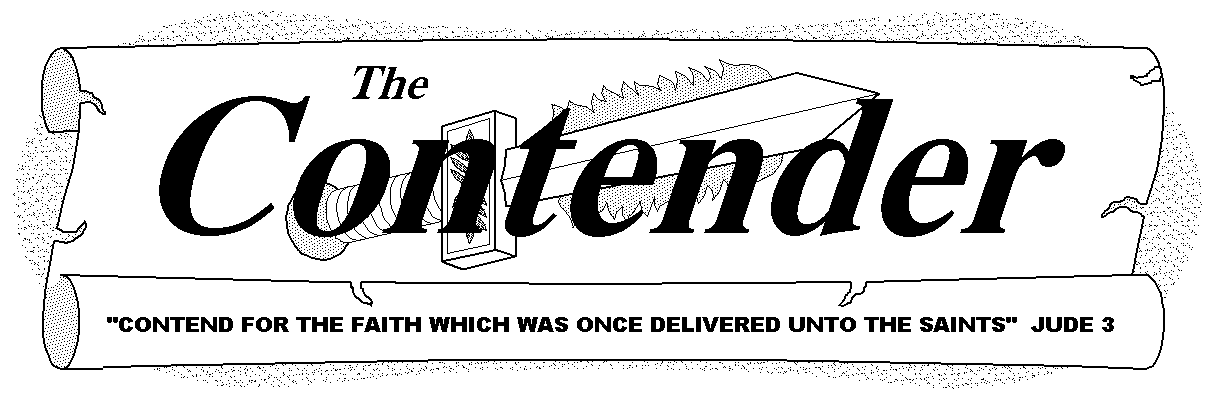 The
Contender
"CONTEND FOR THE FAITH WHICH WAS ONCE DELIVERED UNTO THE SAINTS" JUDE 3